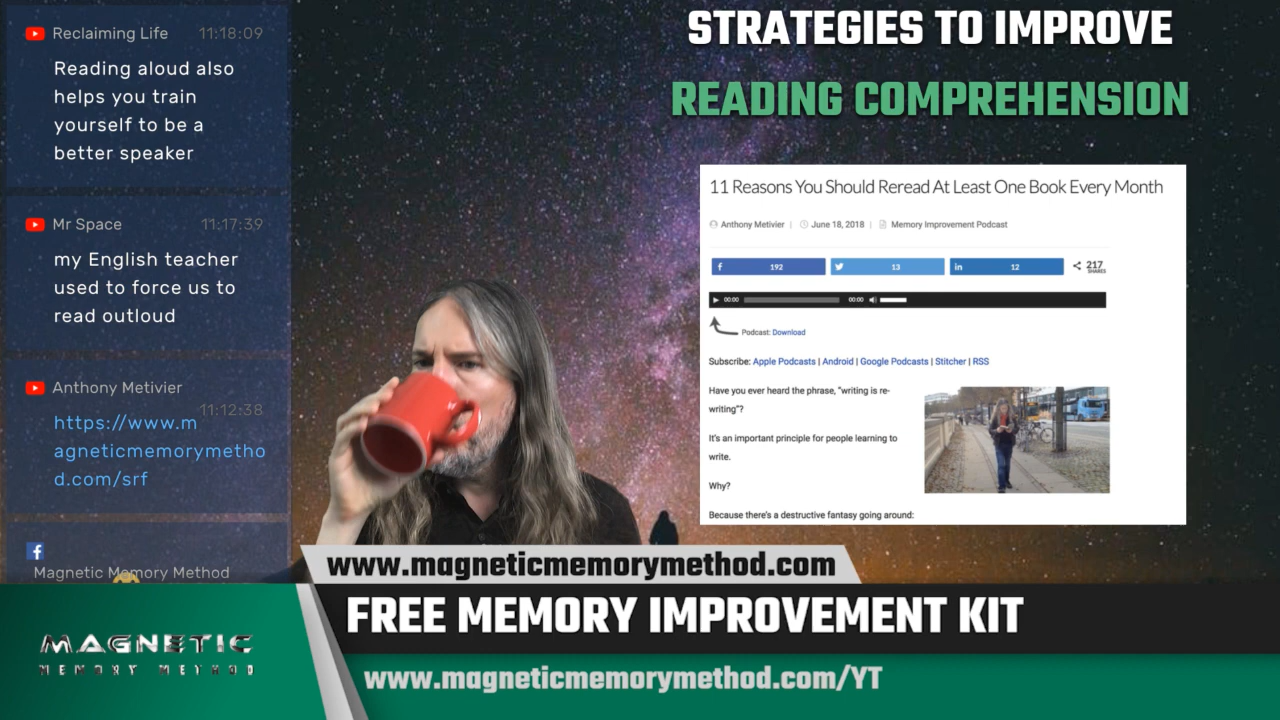 Reclaiming Life 11:18:09
Reading aloud also
helps you train
yourself to be a
better speaker
Mr Space 11:17:39
my English teacher
used to force us to
read outloud
Anthony Metivier
11:12:38
https://www.m
agneticmemorymetho
d.com/srf
Magnetic Memory Method
STRATEGIES TO IMPROVE
READING COMPREHENSION
11 Reasons You Should Reread At Least One Book Every Month
Anthony Metivier | June 18, 2018 | Memory Improvement Podcast
192
13
in 12
217
SHARES
00:00 00:00
Podcast: Download
Subscribe: Apple Podcasts | Android | Google Podcasts | Stitcher | RSS
Have you ever heard the phrase, "writing is re-
writing"?
It's an important principle for people learning to
write.
Why?
Because there's a destructive fantasy going around:
www.magneticmemorymethod.com
FREE MEMORY IMPROVEMENT KIT
www.magneticmemorymethod.com/YT
MAGNETIC
MEMORY METHOD